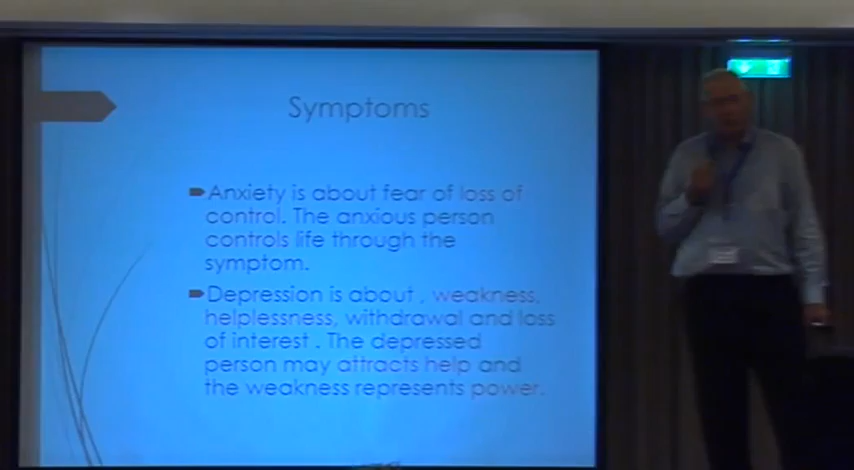 Symptoms
Anxiety is about fear of loss of
control. The anxious person
controls life through the
symptom.
Depression is about , weakness,
helplessness, withdrawal and loss
of interest . The depressed
person may attracts help and
the weakness represents power.